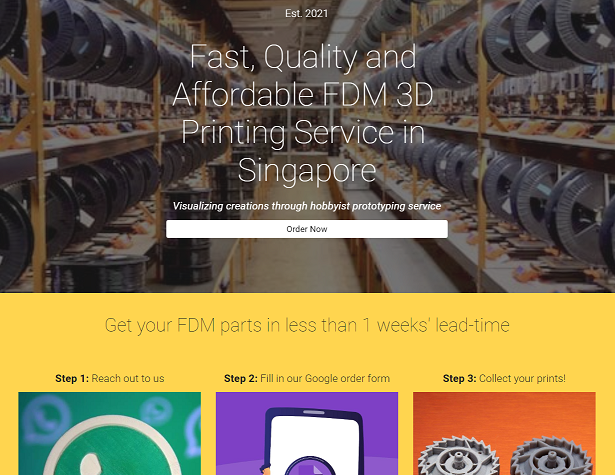 Est. 2021
Fast, Quality and
Affordable FDM 3D
Printing Service in
Singapore
Visualizing creations through hobbyist prototyping service
Order Now
Get your FDM parts in less than 1 weeks' lead-time
Step 1: Reach out to us
Step 2: Fill in our Google order form
Step 3: Collect your prints!